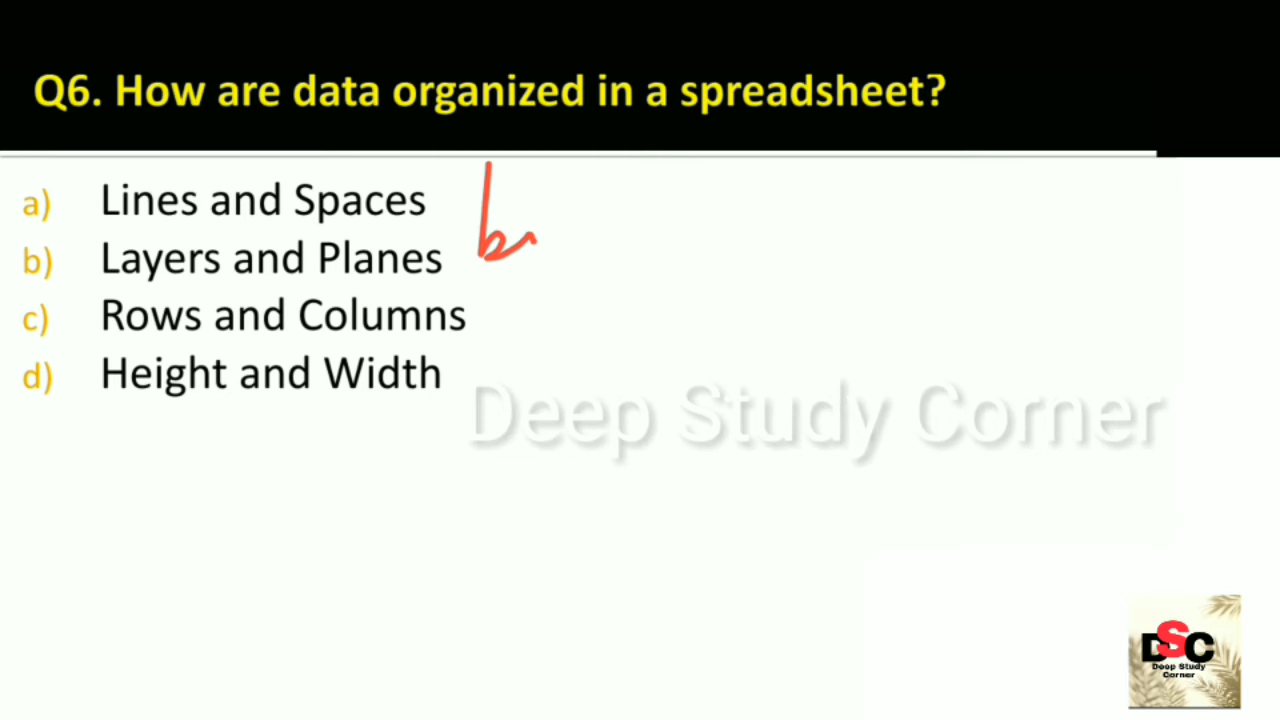 Q6. How are data organized in a spreadsheet?
a) Lines and Spaces
b) Layers and Planes
c) Rows and Columns
d) Height and Width
Deep Study Corner
DSC
Deep Study
Corner